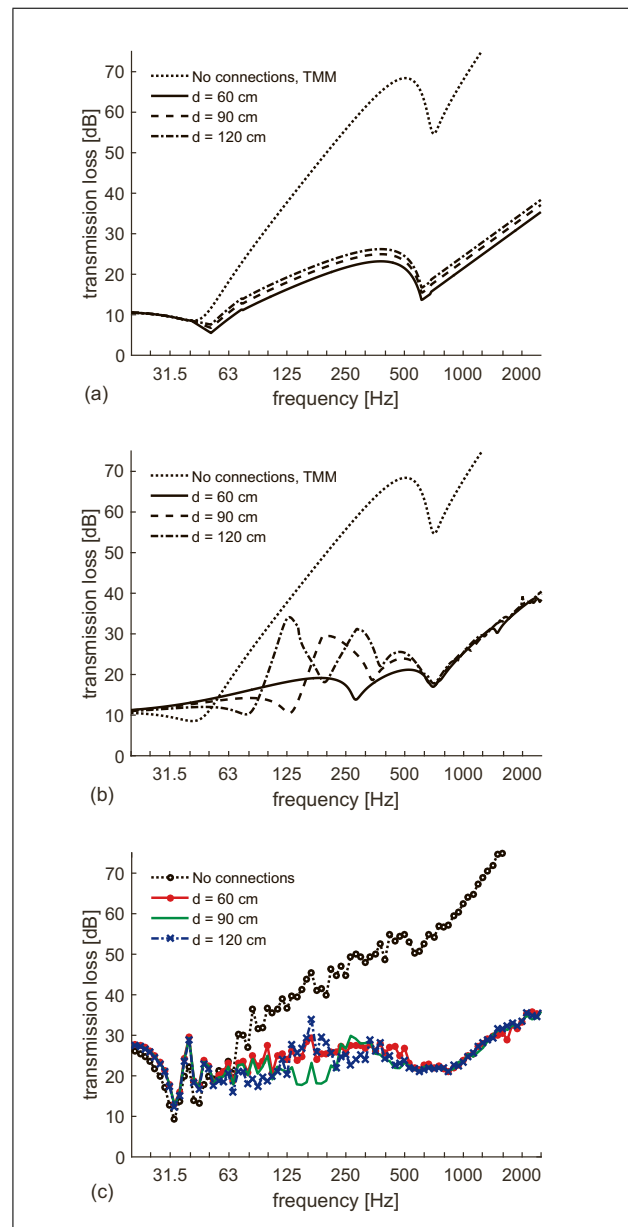 70
60
50
40
30
20
10
0
transmission loss [dB]
No connections, TMM
d = 60 cm
d = 90 cm
d = 120 cm
31.5 63 125 250 500 1000 2000
frequency [Hz]
(a)
70
60
50
40
30
20
10
0
transmission loss [dB]
No connections, TMM
d = 60 cm
d = 90 cm
d = 120 cm
31.5 63 125 250 500 1000 2000
frequency [Hz]
(b)
70
60
50
40
30
20
10
0
transmission loss [dB]
No connections
d = 60 cm
d = 90 cm
d = 120 cm
31.5 63 125 250 500 1000 2000
frequency [Hz]
(c)